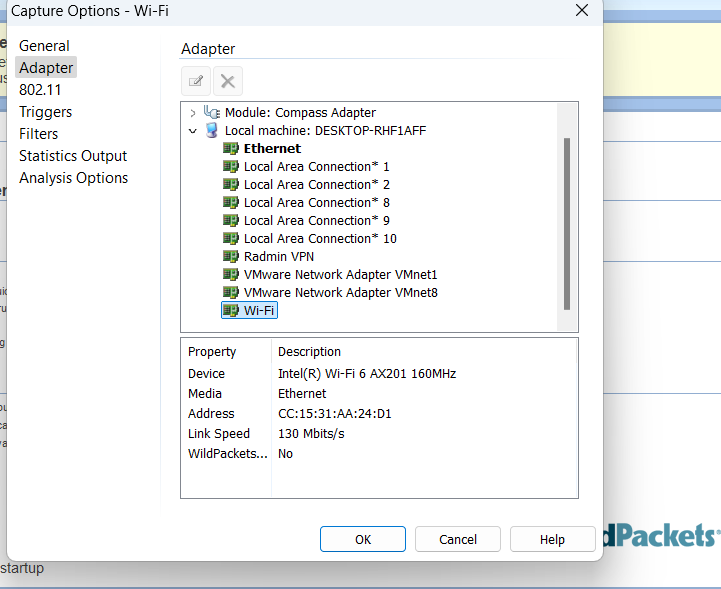 Capture Options - Wi-Fi
General
Adapter
802.11
Triggers
Filters
Statistics Output
Analysis Options
Adapter
Module: Compass Adapter
Local machine: DESKTOP-RHF1AFF
Ethernet
Local Area Connection* 1
Local Area Connection* 2
Local Area Connection* 8
Local Area Connection* 9
Local Area Connection* 10
Radmin VPN
VMware Network Adapter VMnet1
VMware Network Adapter VMnet8
Wi-Fi
Property Description
Device Intel(R) Wi-Fi 6 AX201 160MHz
Media Ethernet
Address CC:15:31:AA:24:D1
Link Speed 130 Mbits/s
WildPackets... No
OK Cancel Help
dPackets
startup